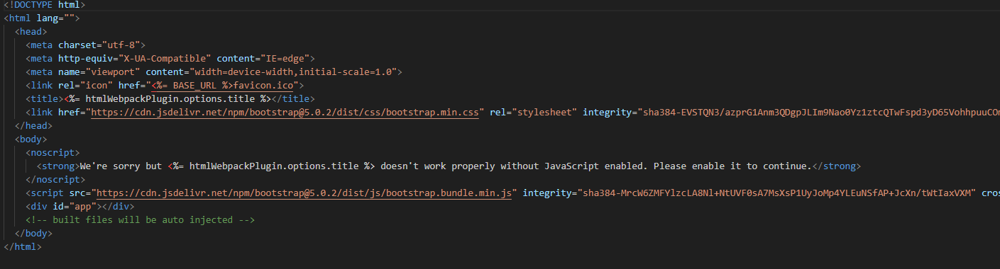 <!DOCTYPE html>
<html lang="">
<head>
<meta charset="utf-8">
<meta http-equiv="X-UA-Compatible" content="IE=edge">
<meta name="viewport" content="width=device-width,initial-scale=1.0">
<link rel="icon" href="<%= BASE_URL %>favicon.ico">
<title><%= htmlWebpackPlugin.options.title %></title>
<link href="https://cdn.jsdelivr.net/npm/bootstrap@5.0.2/dist/css/bootstrap.min.css" rel="stylesheet" integrity="sha384-EVSTQN3/azprG1Anm3QDgpJLIm9Nao0Yz1ztcQTwFspd3yD65VohhpuuCOm
</head>
<body>
<noscript>
<strong>We're sorry but <%= htmlWebpackPlugin.options.title %> doesn't work properly without JavaScript enabled. Please enable it to continue.</strong>
</noscript>
<script src="https://cdn.jsdelivr.net/npm/bootstrap@5.0.2/dist/js/bootstrap.bundle.min.js" integrity="sha384-MrcW6ZMFYlzcLA8Nl+NtUVF0sA7MsXsP1UyJoMp4YLEuNSfAP+JcXn/tWtIaxVXM" cros
<div id="app"></div>
<!-- built files will be auto injected -->
</body>
</html>